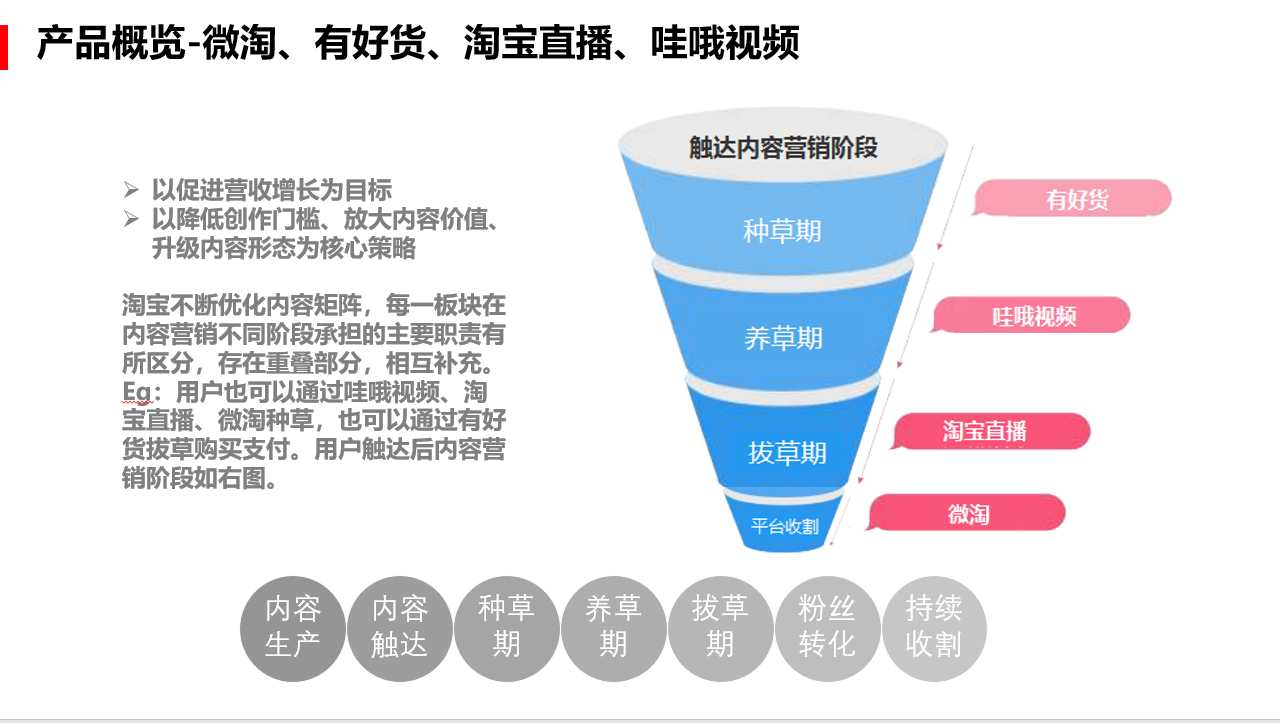 产品概览-微淘、有好货、淘宝直播、哇哦视频
以促进营收增长为目标
以降低创作门槛、放大内容价值、
升级内容形态为核心策略
淘宝不断优化内容矩阵，每一板块在
内容营销不同阶段承担的主要职责有
所区分，存在重叠部分，相互补充。
Eg：用户也可以通过哇哦视频、淘
宝直播、微淘种草，也可以通过有好
货拔草购买支付。用户触达后内容营
销阶段如右图。
触达内容营销阶段
种草期
养草期
拔草期
平台收割
有好货
哇哦视频
淘宝直播
微淘
内容
生产
内容
触达
种草
期
养草
期
拔草
期
粉丝
转化
持续
收割